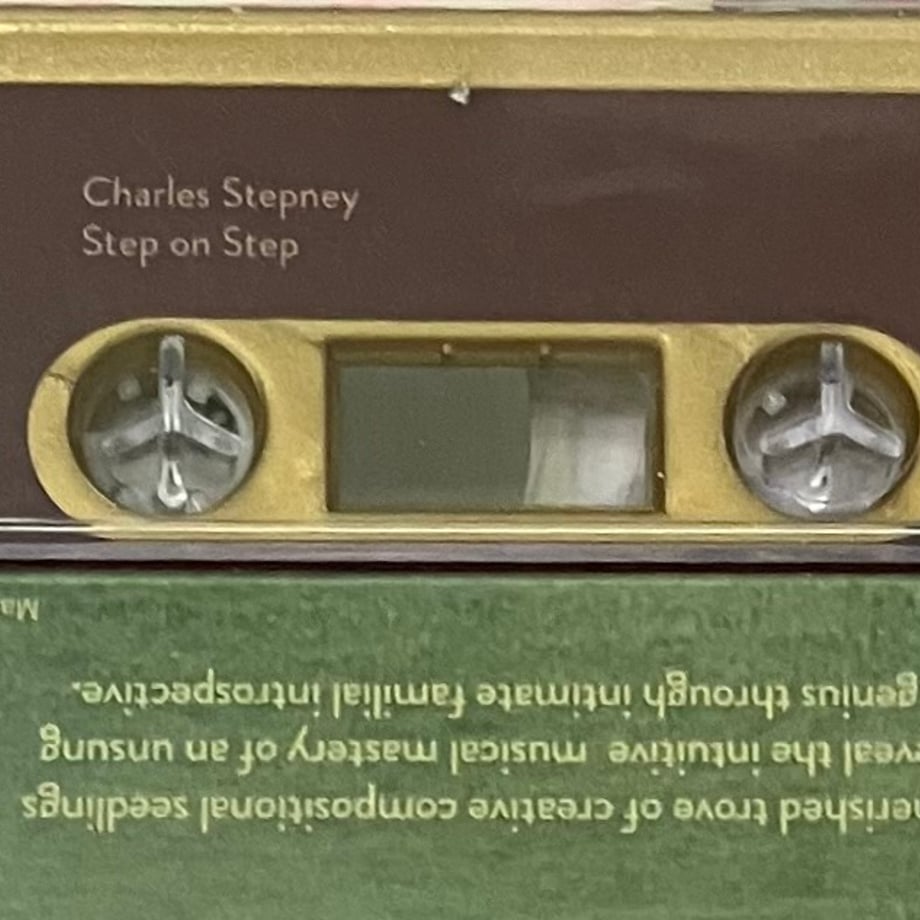 Charles Stepney
Step on Step
erished trove of creative compositional seedlings
veal the intuitive musical mastery of an unsung
genius through intimate familial introspective.
Ma